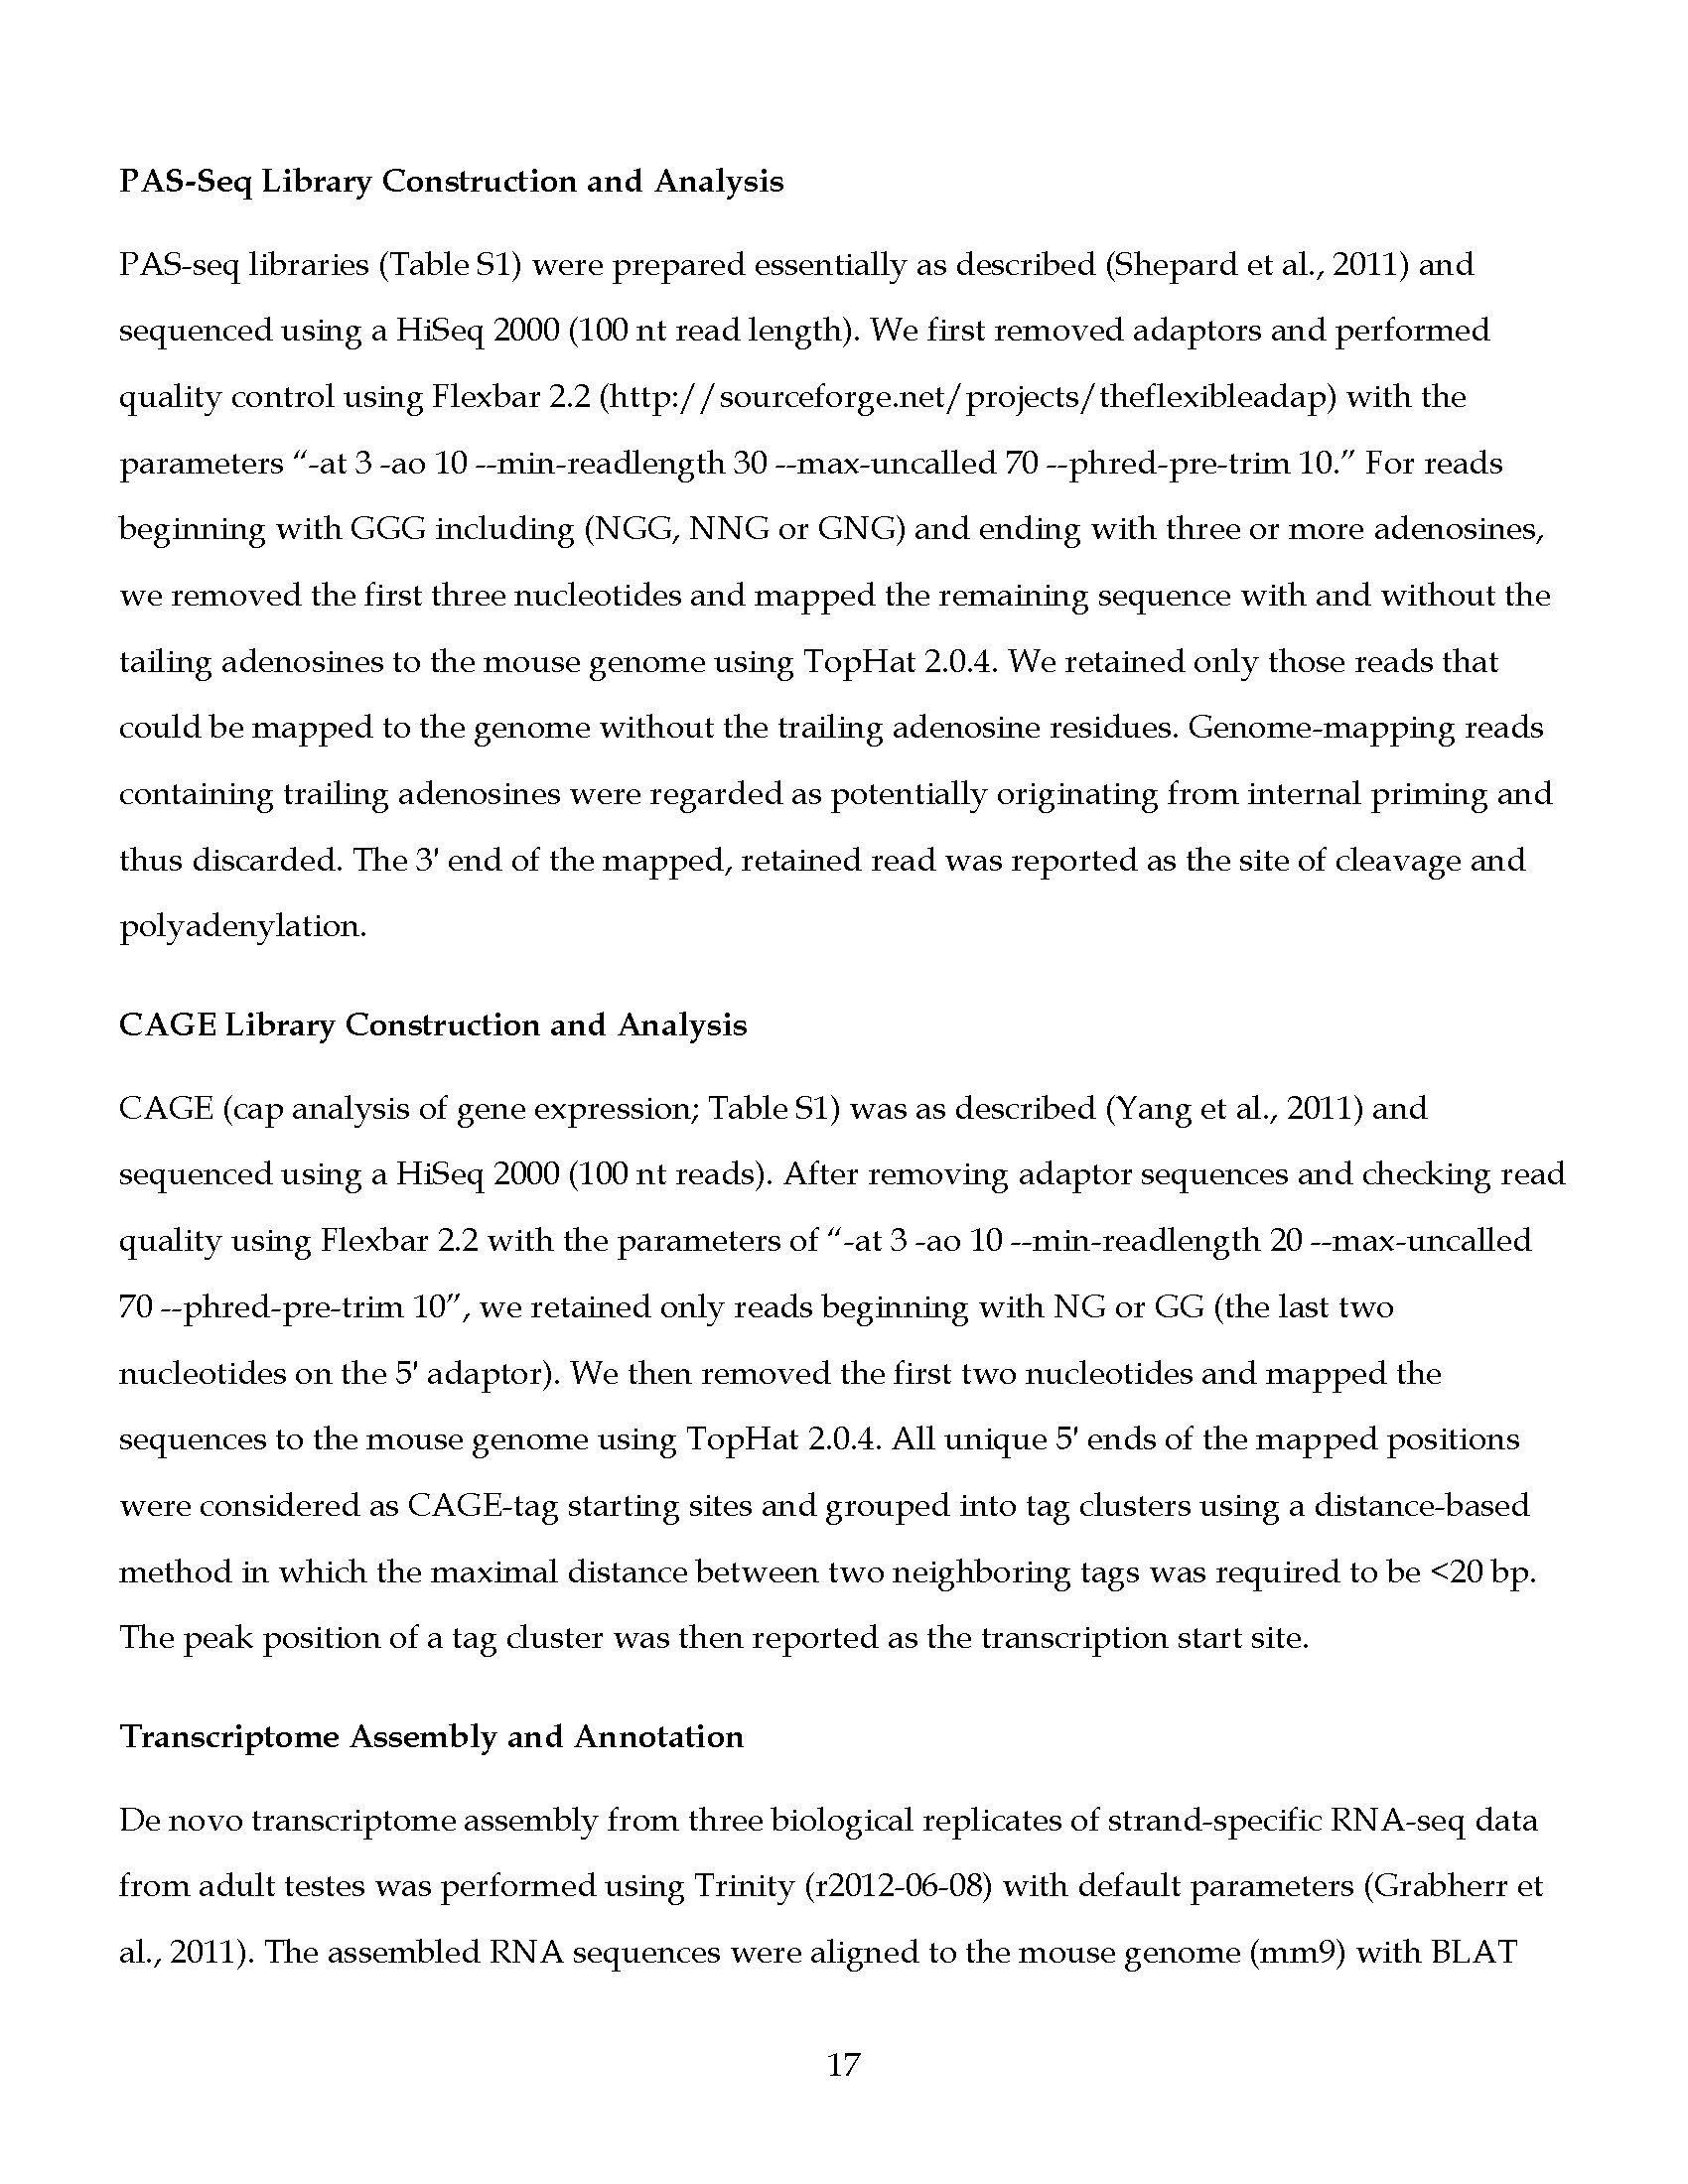 PAS-Seq Library Construction and Analysis
PAS-seq libraries (Table S1) were prepared essentially as described (Shepard et al., 2011) and
sequenced using a HiSeq 2000 (100 nt read length). We first removed adaptors and performed
quality control using Flexbar 2.2 (http://sourceforge.net/projects/theflexibleadap) with the
parameters “-at 3 -ao 10 --min-readlength 30 --max-uncalled 70 --phred-pre-trim 10.” For reads
beginning with GGG including (NGG, NNG or GNG) and ending with three or more adenosines,
we removed the first three nucleotides and mapped the remaining sequence with and without the
tailing adenosines to the mouse genome using TopHat 2.0.4. We retained only those reads that
could be mapped to the genome without the trailing adenosine residues. Genome-mapping reads
containing trailing adenosines were regarded as potentially originating from internal priming and
thus discarded. The 3′ end of the mapped, retained read was reported as the site of cleavage and
polyadenylation.
CAGE Library Construction and Analysis
CAGE (cap analysis of gene expression; Table S1) was as described (Yang et al., 2011) and
sequenced using a HiSeq 2000 (100 nt reads). After removing adaptor sequences and checking read
quality using Flexbar 2.2 with the parameters of “-at 3 -ao 10 --min-readlength 20 --max-uncalled
70 --phred-pre-trim 10”, we retained only reads beginning with NG or GG (the last two
nucleotides on the 5′ adaptor). We then removed the first two nucleotides and mapped the
sequences to the mouse genome using TopHat 2.0.4. All unique 5′ ends of the mapped positions
were considered as CAGE-tag starting sites and grouped into tag clusters using a distance-based
method in which the maximal distance between two neighboring tags was required to be <20 bp.
The peak position of a tag cluster was then reported as the transcription start site.
Transcriptome Assembly and Annotation
De novo transcriptome assembly from three biological replicates of strand-specific RNA-seq data
from adult testes was performed using Trinity (r2012-06-08) with default parameters (Grabherr et
al., 2011). The assembled RNA sequences were aligned to the mouse genome (mm9) with BLAT
17